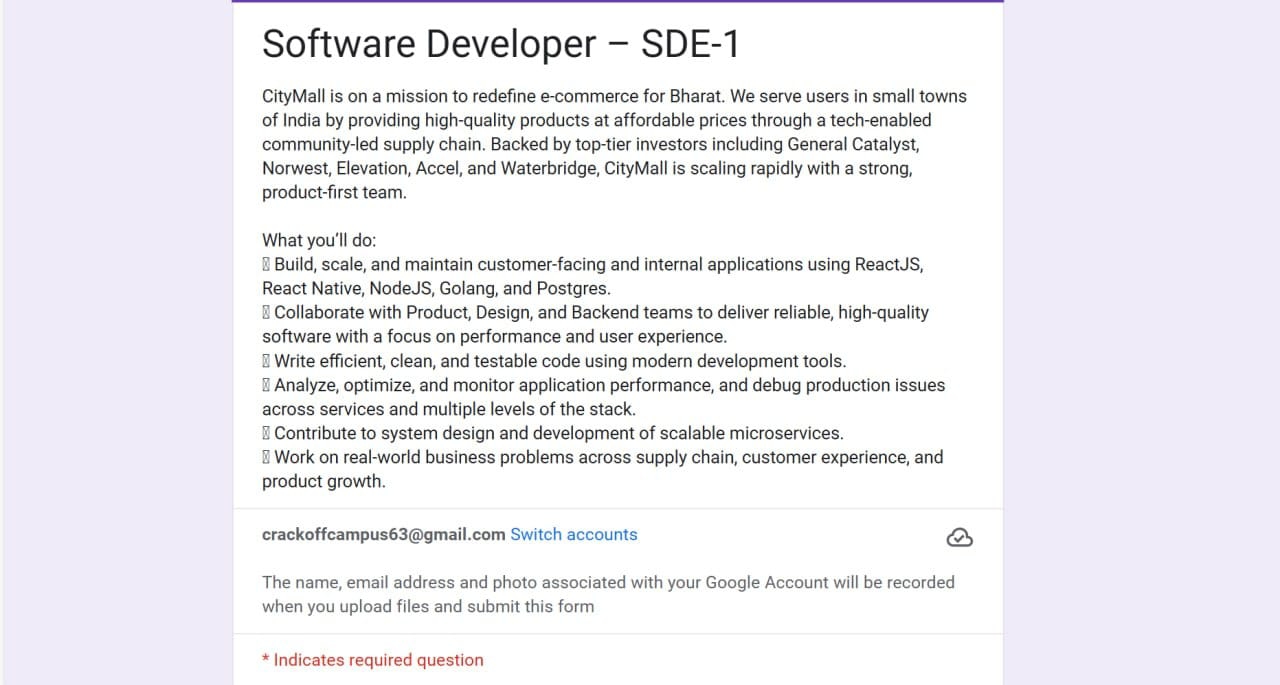 Software Developer – SDE-1
CityMall is on a mission to redefine e-commerce for Bharat. We serve users in small towns
of India by providing high-quality products at affordable prices through a tech-enabled
community-led supply chain. Backed by top-tier investors including General Catalyst,
Norwest, Elevation, Accel, and Waterbridge, CityMall is scaling rapidly with a strong,
product-first team.
What you’ll do:
Build, scale, and maintain customer-facing and internal applications using ReactJS,
React Native, NodeJS, Golang, and Postgres.
Collaborate with Product, Design, and Backend teams to deliver reliable, high-quality
software with a focus on performance and user experience.
Write efficient, clean, and testable code using modern development tools.
Analyze, optimize, and monitor application performance, and debug production issues
across services and multiple levels of the stack.
Contribute to system design and development of scalable microservices.
Work on real-world business problems across supply chain, customer experience, and
product growth.
crackoffcampus63@gmail.com Switch accounts
The name, email address and photo associated with your Google Account will be recorded
when you upload files and submit this form
* Indicates required question